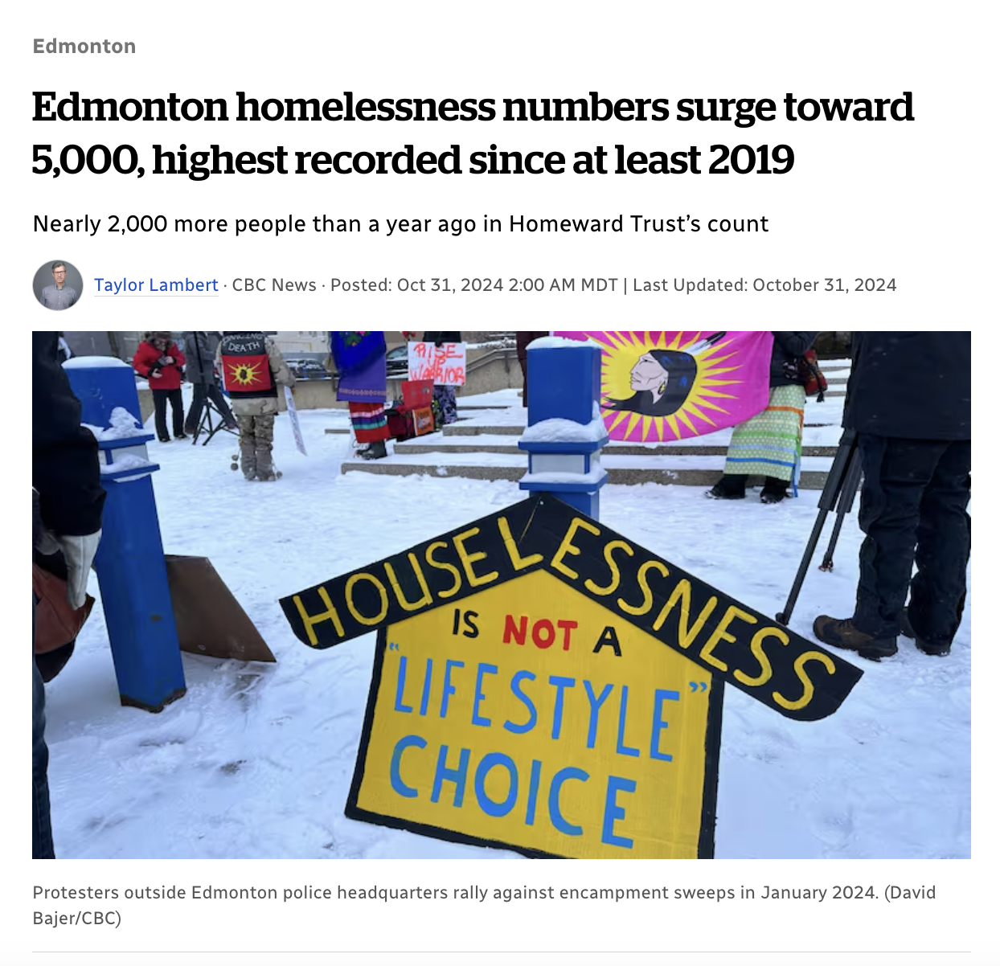 Edmonton
Edmonton homelessness numbers surge toward
5,000, highest recorded since at least 2019
Nearly 2,000 more people than a year ago in Homeward Trust's count
Taylor Lambert · CBC News · Posted: Oct 31, 2024 2:00 AM MDT | Last Updated: October 31, 2024
DEATH
RISE
UP
WARRIOR
HOUSELESSNESS
IS NOT A
“LIFESTYLE”
CHOICE
Protesters outside Edmonton police headquarters rally against encampment sweeps in January 2024. (David
Bajer/CBC)